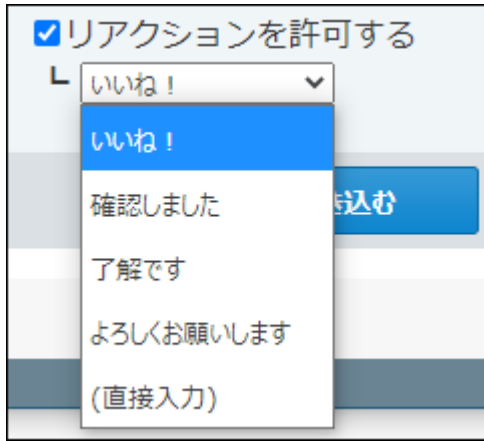 リアクションを許可する
いいね！
いいね！
確認しました
込む
了解です
よろしくお願いします
(直接入力)